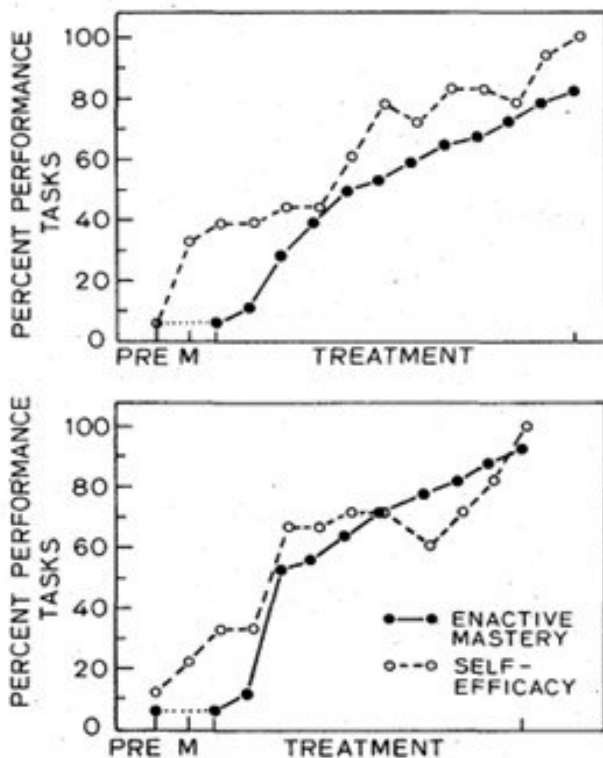 PERCENT PERFORMANCE
TASKS
100
80
60
40
20
0
PRE M TREATMENT
PERCENT PERFORMANCE
TASKS
100
80
60
40
20
0
ENACTIVE
MASTERY
SELF-
EFFICACY
PRE M TREATMENT